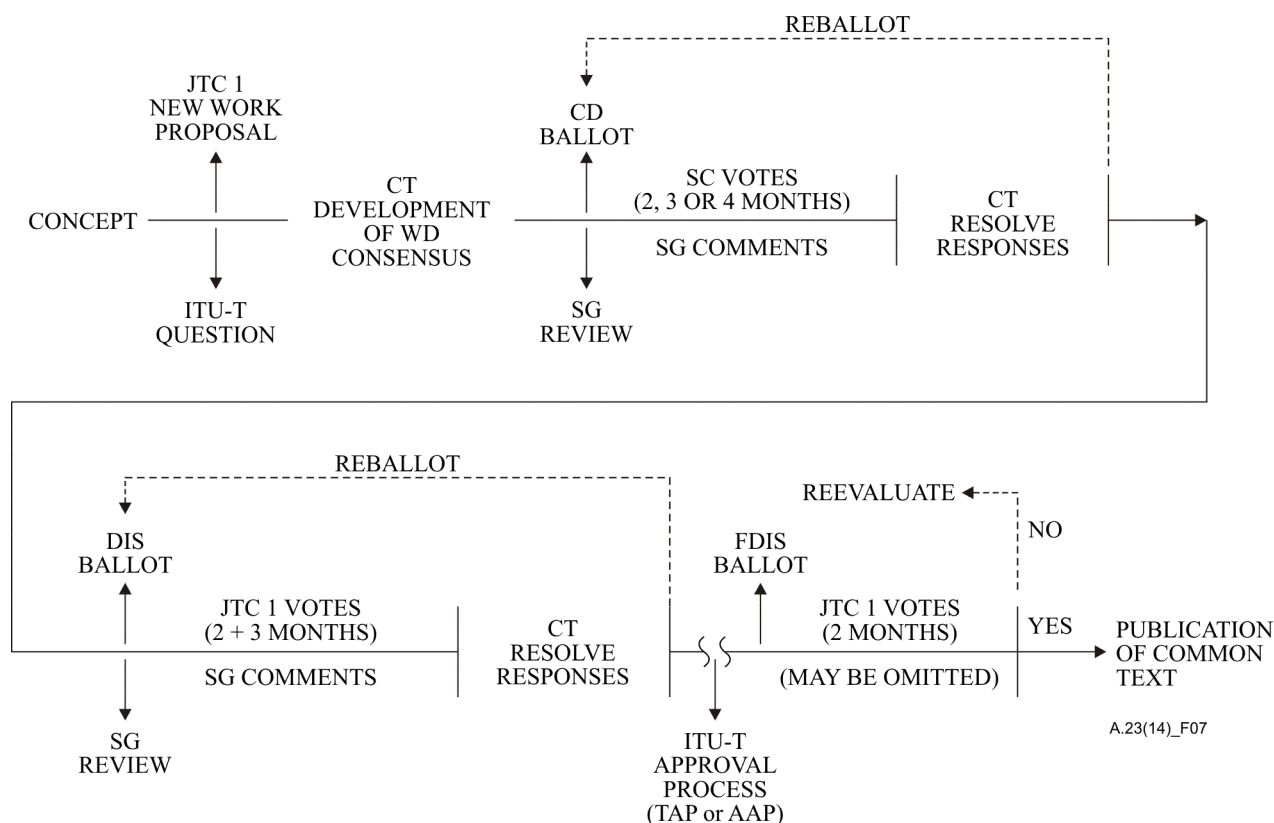 REBALLOT
JTC 1
NEW WORK
PROPOSAL
CD
BALLOT
CONCEPT
CT
DEVELOPMENT
OF WD
CONSENSUS
SC VOTES
(2, 3 OR 4 MONTHS)
SG COMMENTS
CT
RESOLVE
RESPONSES
ITU-T
QUESTION
SG
REVIEW
REBALLOT
REEVALUATE
NO
DIS
BALLOT
FDIS
BALLOT
JTC 1 VOTES
(2 + 3 MONTHS)
SG COMMENTS
CT
RESOLVE
RESPONSES
JTC 1 VOTES
(2 MONTHS)
(MAY BE OMITTED)
YES
PUBLICATION
OF COMMON
TEXT
SG
REVIEW
ITU-T
APPROVAL
PROCESS
(TAP or AAP)
A.23(14)_F07